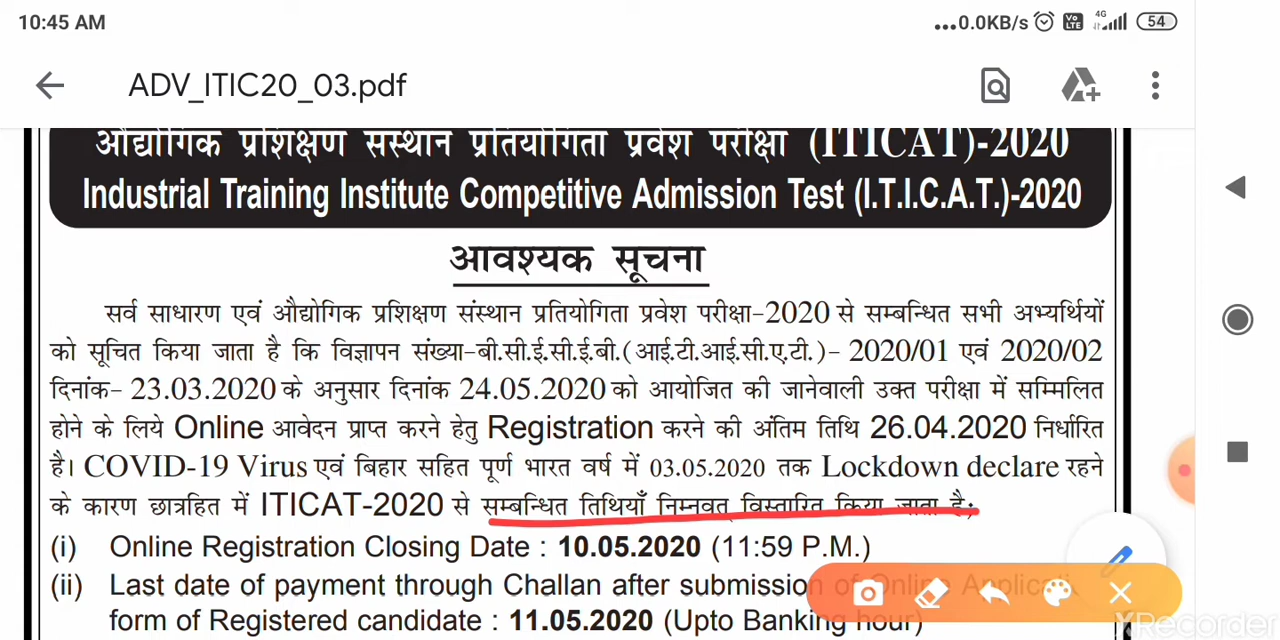 10:45 AM
...0.0KB/s Vo LTE 4G 54
ADV_ITIC20_03.pdf
औद्योगिक प्रशिक्षण संस्थान प्रतियोगिता प्रवेश परीक्षा (ITICAT)-2020
Industrial Training Institute Competitive Admission Test (I.T.I.C.A.T.)-2020
आवश्यक सूचना
सर्व साधारण एवं औद्योगिक प्रशिक्षण संस्थान प्रतियोगिता प्रवेश परीक्षा-2020 से सम्बन्धित सभी अभ्यर्थियों
को सूचित किया जाता है कि विज्ञापन संख्या-बी.सी.ई.सी.ई.बी.(आई.टी.आई.सी.ए.टी.)- 2020/01 एवं 2020/02
दिनांक- 23.03.2020 के अनुसार दिनांक 24.05.2020 को आयोजित की जानेवाली उक्त परीक्षा में सम्मिलित
होने के लिये Online आवेदन प्राप्त करने हेतु Registration करने की अंतिम तिथि 26.04.2020 निर्धारित
है। COVID-19 Virus एवं बिहार सहित पूर्ण भारत वर्ष में 03.05.2020 तक Lockdown declare रहने
के कारण छात्रहित में ITICAT-2020 से सम्बन्धित तिथियाँ निम्नवत् विस्तारित किया जाता है;
(i) Online Registration Closing Date : 10.05.2020 (11:59 P.M.)
(ii) Last date of payment through Challan after submission of Online
form of Registered candidate : 11.05.2020 (Upto Banking hour)
XRecorder